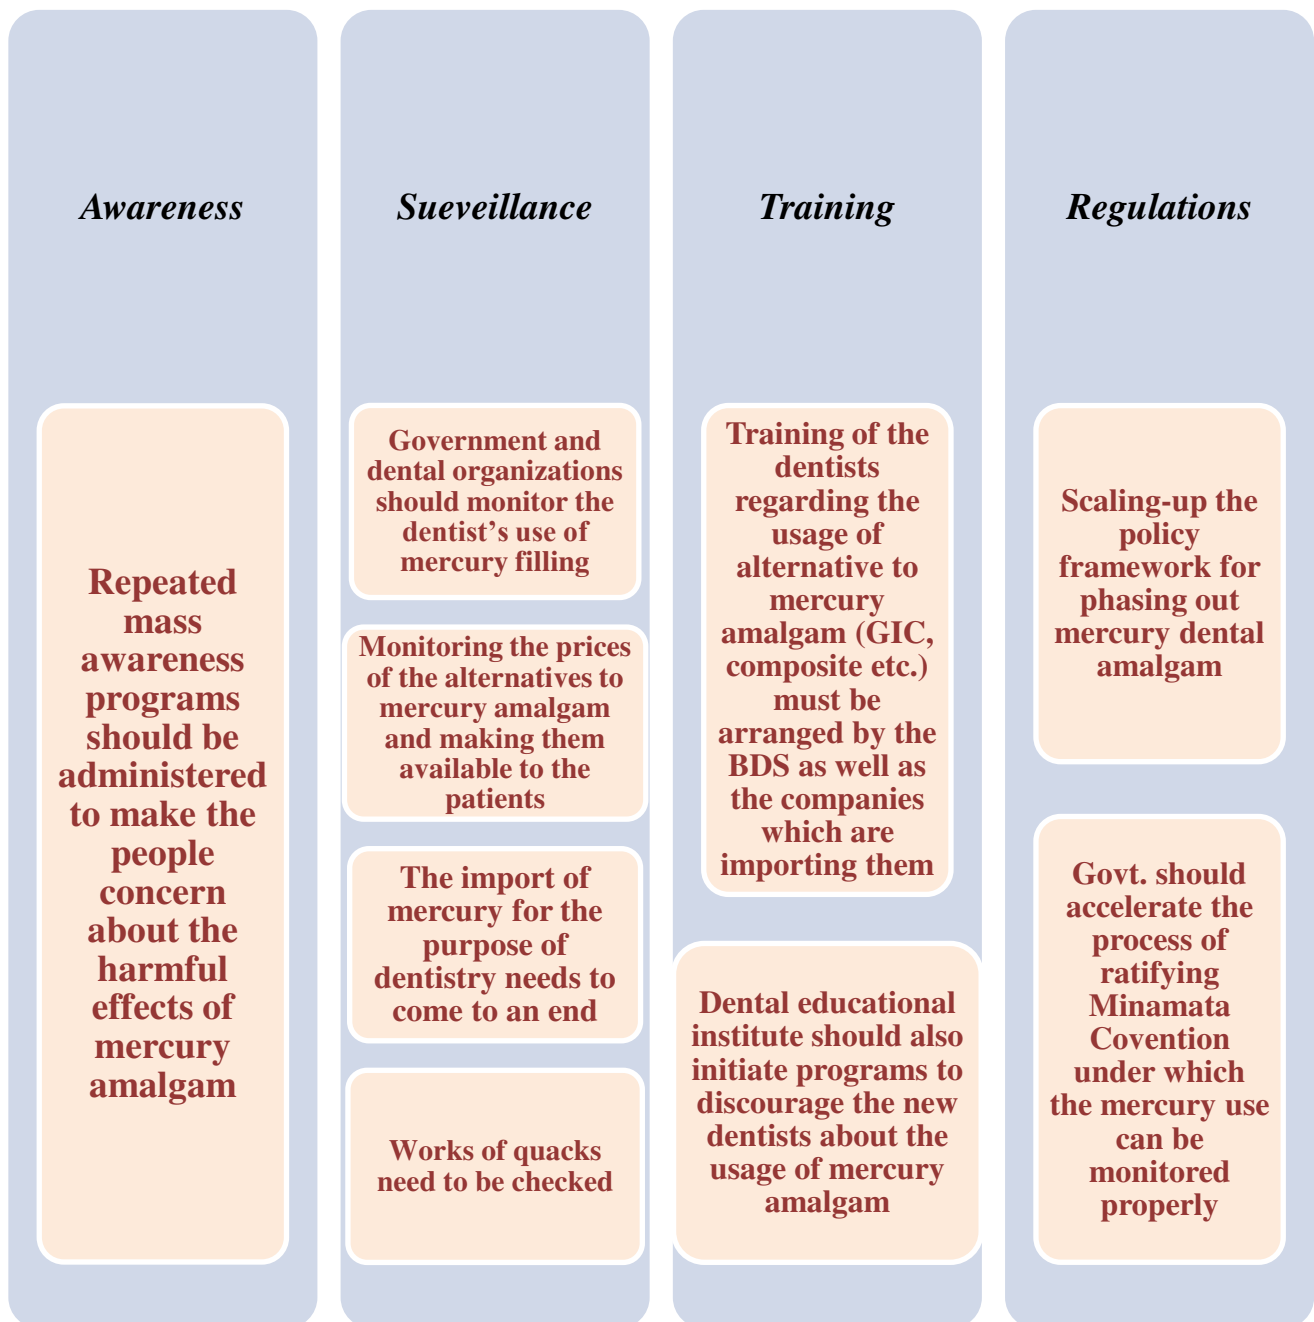 Awareness
Repeated
mass
awareness
programs
should be
administered
to make the
people
concern
about the
harmful
effects of
mercury
amalgam
Sueveillance
Government and
dental organizations
should monitor the
dentist’s use of
mercury filling
Monitoring the prices
of the alternatives to
mercury amalgam
and making them
available to the
patients
The import of
mercury for the
purpose of
dentistry needs to
come to an end
Works of quacks
need to be checked
Training
Training of the
dentists
regarding the
usage of
alternative to
mercury
amalgam (GIC,
composite etc.)
must be
arranged by the
BDS as well as
the companies
which are
importing them
Dental educational
institute should also
initiate programs to
discourage the new
dentists about the
usage of mercury
amalgam
Regulations
Scaling-up the
policy
framework for
phasing out
mercury dental
amalgam
Govt. should
accelerate the
process of
ratifying
Minamata
Covention
under which
the mercury use
can be
monitored
properly